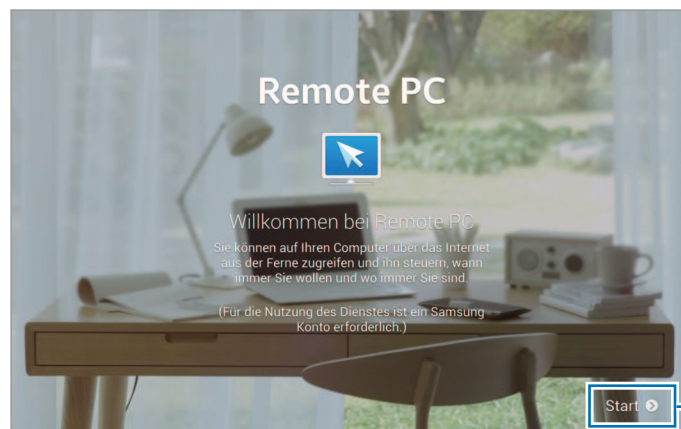 Remote PC
Willkommen bei Remote PC
Sie können auf Ihren Computer über das Internet
aus der Ferne zugreifen und ihn steuern, wann
immer Sie wollen und wo immer Sie sind.
(Für die Nutzung des Dienstes ist ein Samsung
Konto erforderlich.)
Start